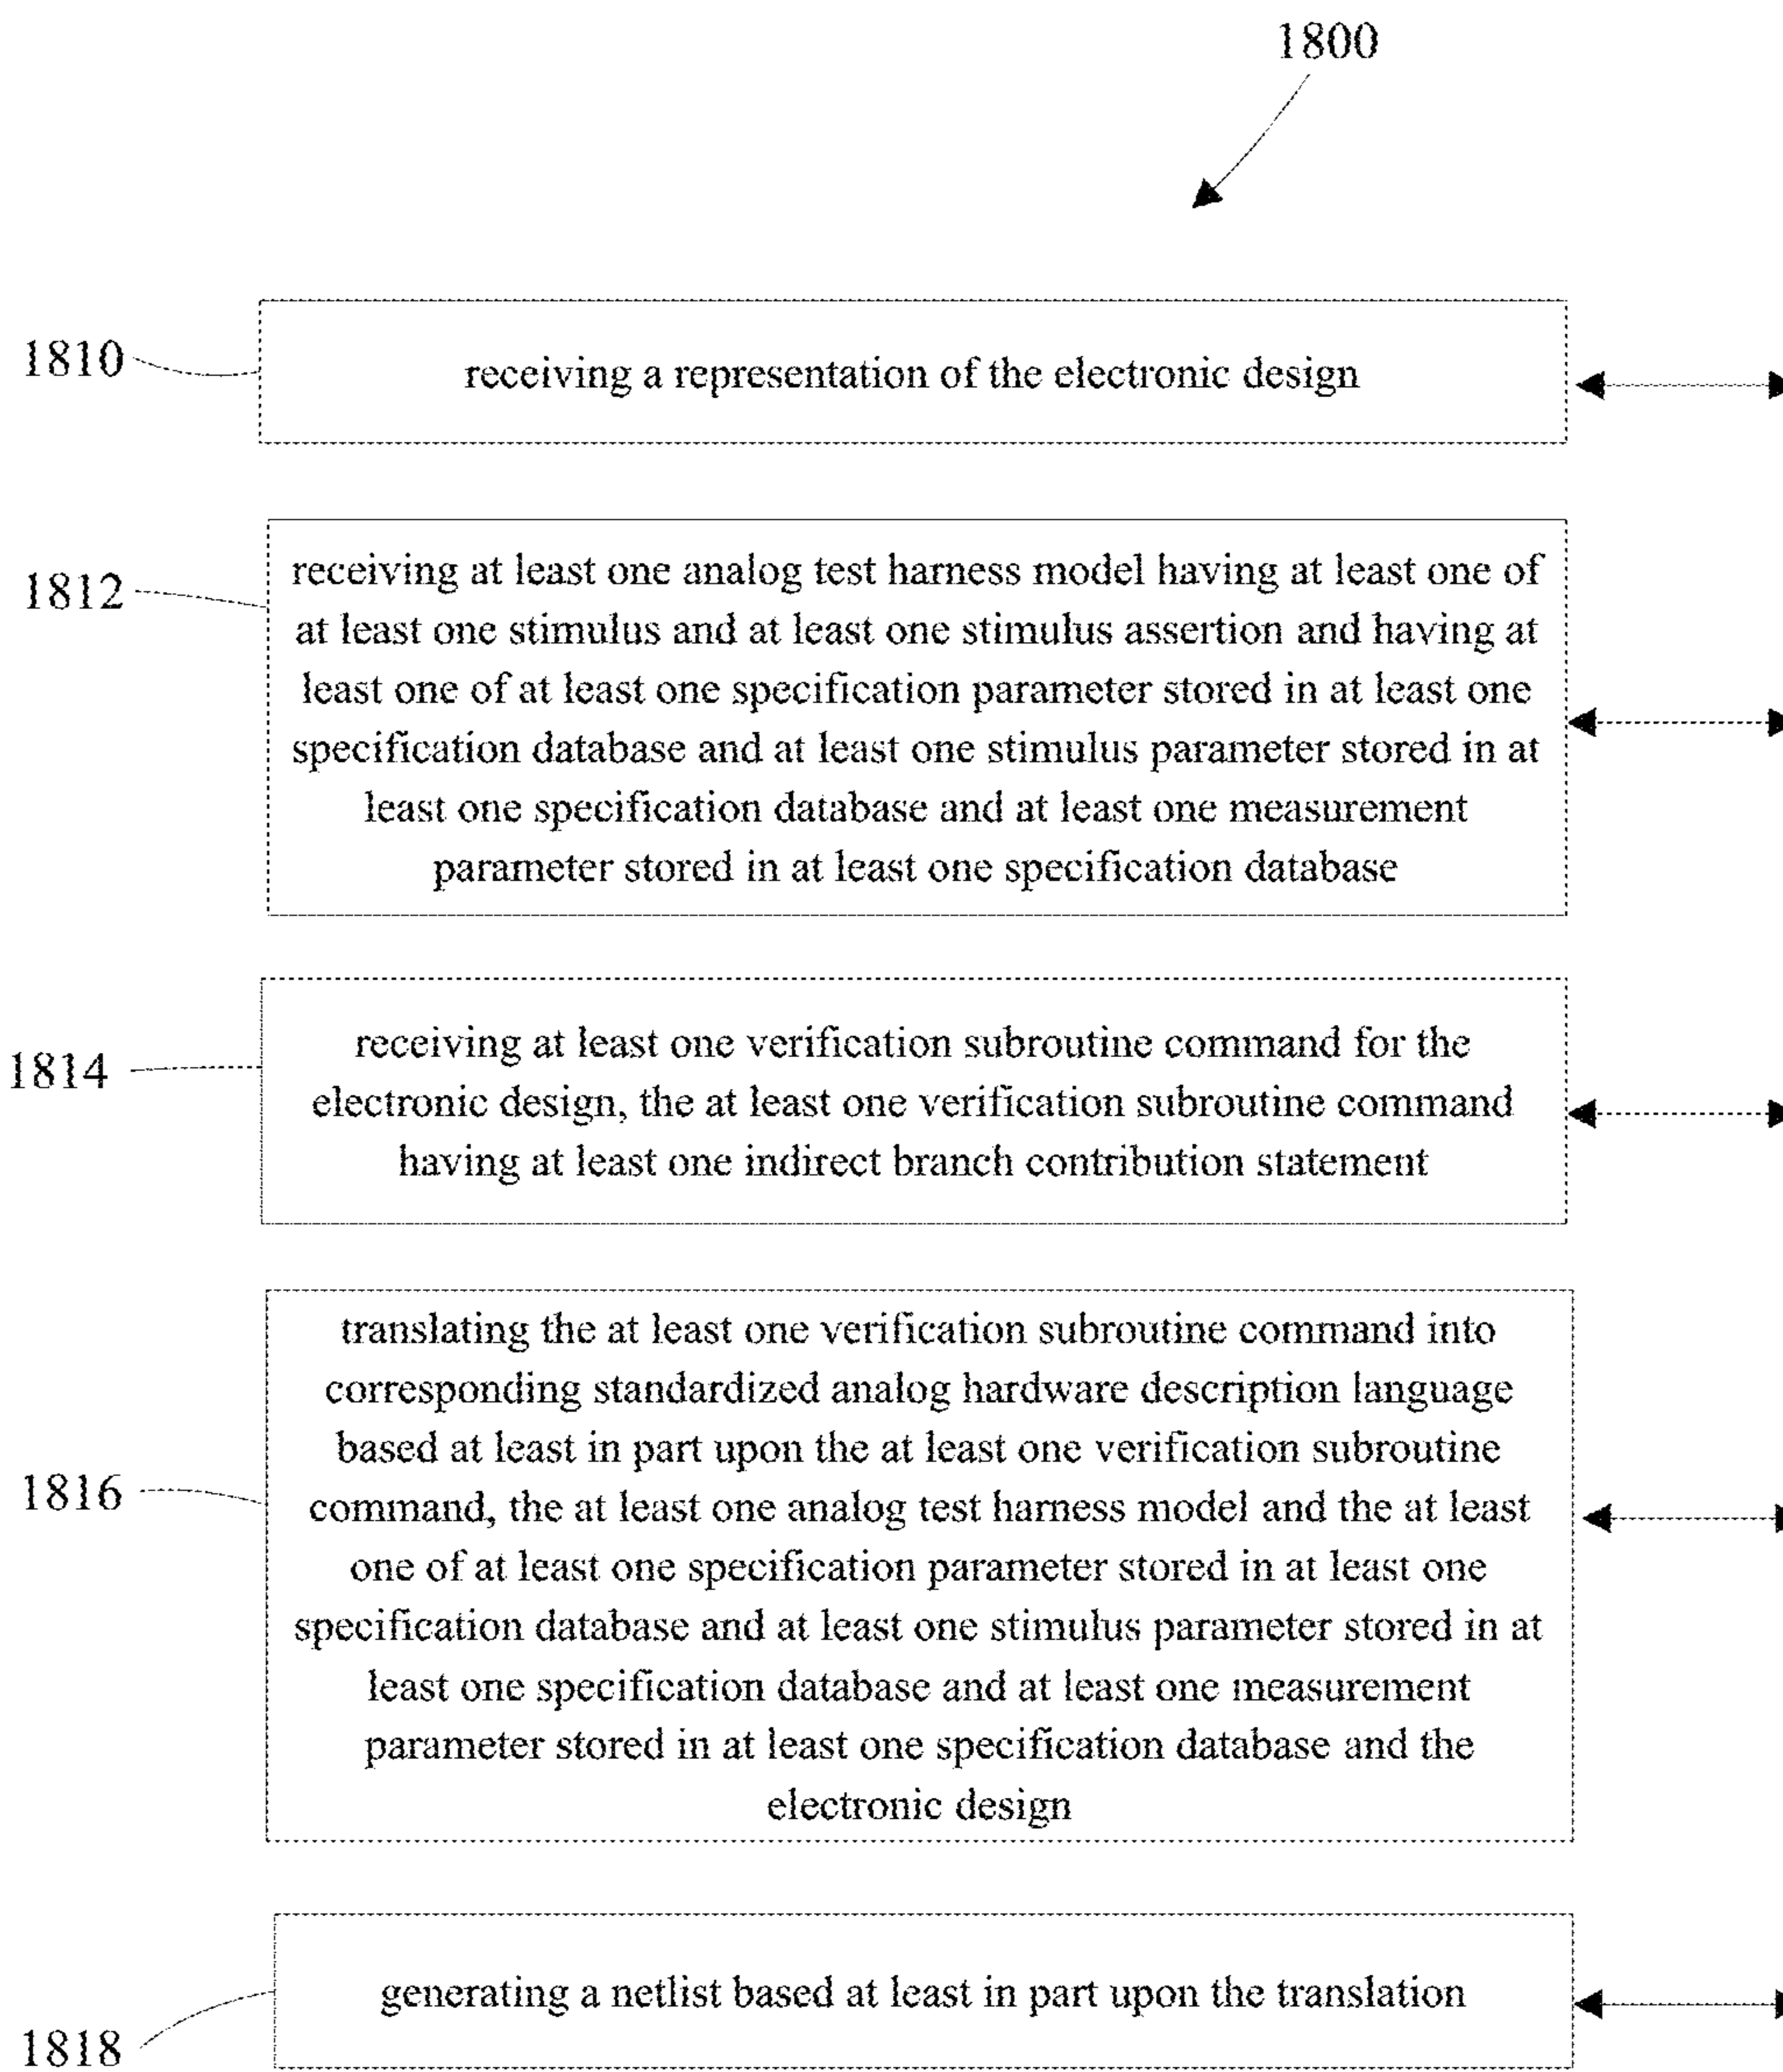 1800
1810
receiving a representation of the electronic design
1812
receiving at least one analog test harness model having at least one of
at least one stimulus and at least one stimulus assertion and having at
least one of at least one specification parameter stored in at least one
specification database and at least one stimulus parameter stored in at
least one specification database and at least one measurement
parameter stored in at least one specification database
1814
receiving at least one verification subroutine command for the
electronic design, the at least one verification subroutine command
having at least one indirect branch contribution statement
1816
translating the at least one verification subroutine command into
corresponding standardized analog hardware description language
based at least in part upon the at least one verification subroutine
command, the at least one analog test harness model and the at least
one of at least one specification parameter stored in at least one
specification database and at least one stimulus parameter stored in at
least one specification database and at least one measurement
parameter stored in at least one specification database and the
electronic design
1818
generating a netlist based at least in part upon the translation